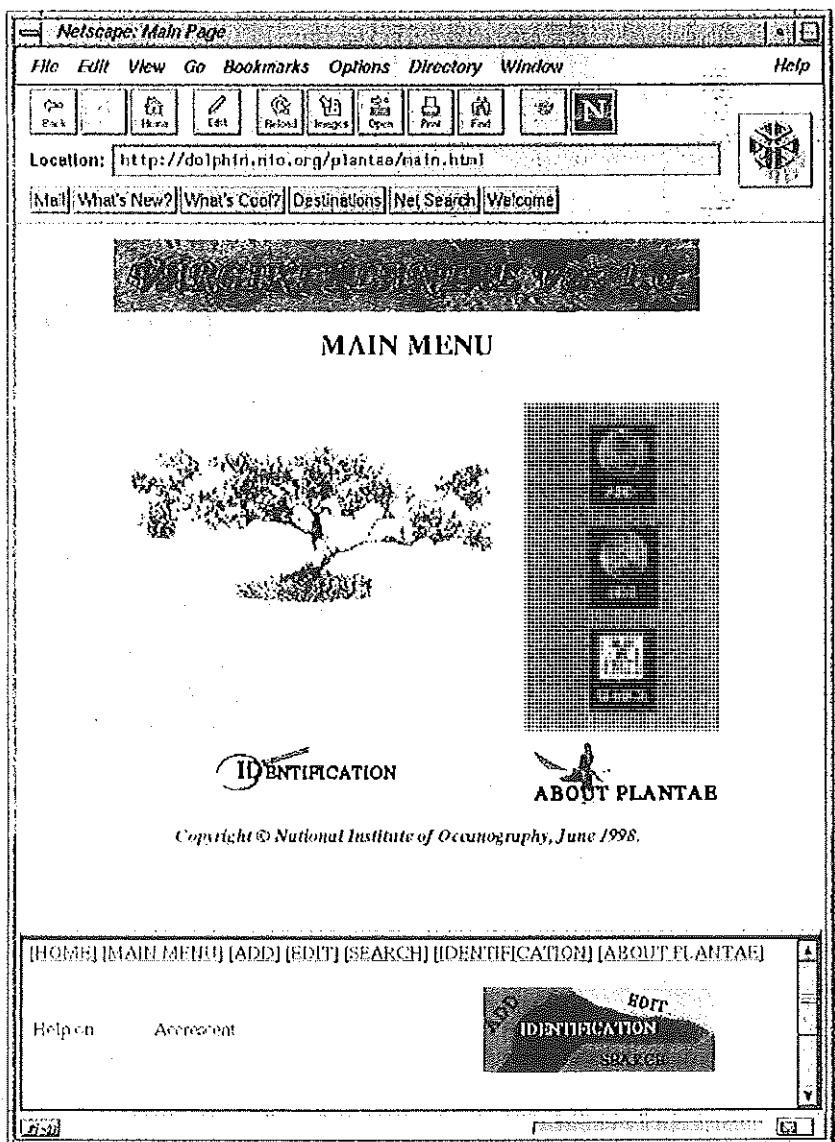 Netscape: Main Page
File Edit View Go Bookmarks Options Directory Window Help
Back Home Edit Reload Images Open Print Find N
Location: http://dolphin.nio.org/plantae/main.html
Mail What's New? What's Cool? Destinations Net Search Welcome
MAIN MENU
IDENTIFICATION
ABOUT PLANTAE
Copyright © National Institute of Oceanography, June 1998.
[HOME] [MAIN MENU] [ADD] [EDIT] [SEARCH] [IDENTIFICATION] [ABOUT PLANTAE]
ADD EDIT
Help on Accrescent IDENTIFICATION
SEARCH